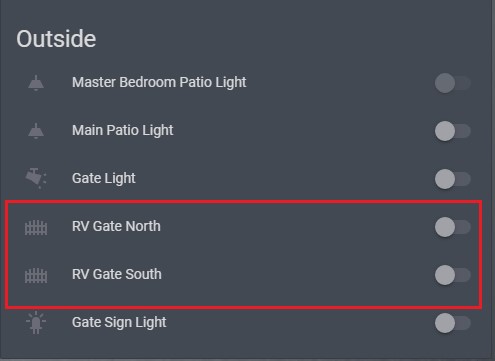 Outside
Master Bedroom Patio Light
Main Patio Light
Gate Light
RV Gate North
RV Gate South
Gate Sign Light